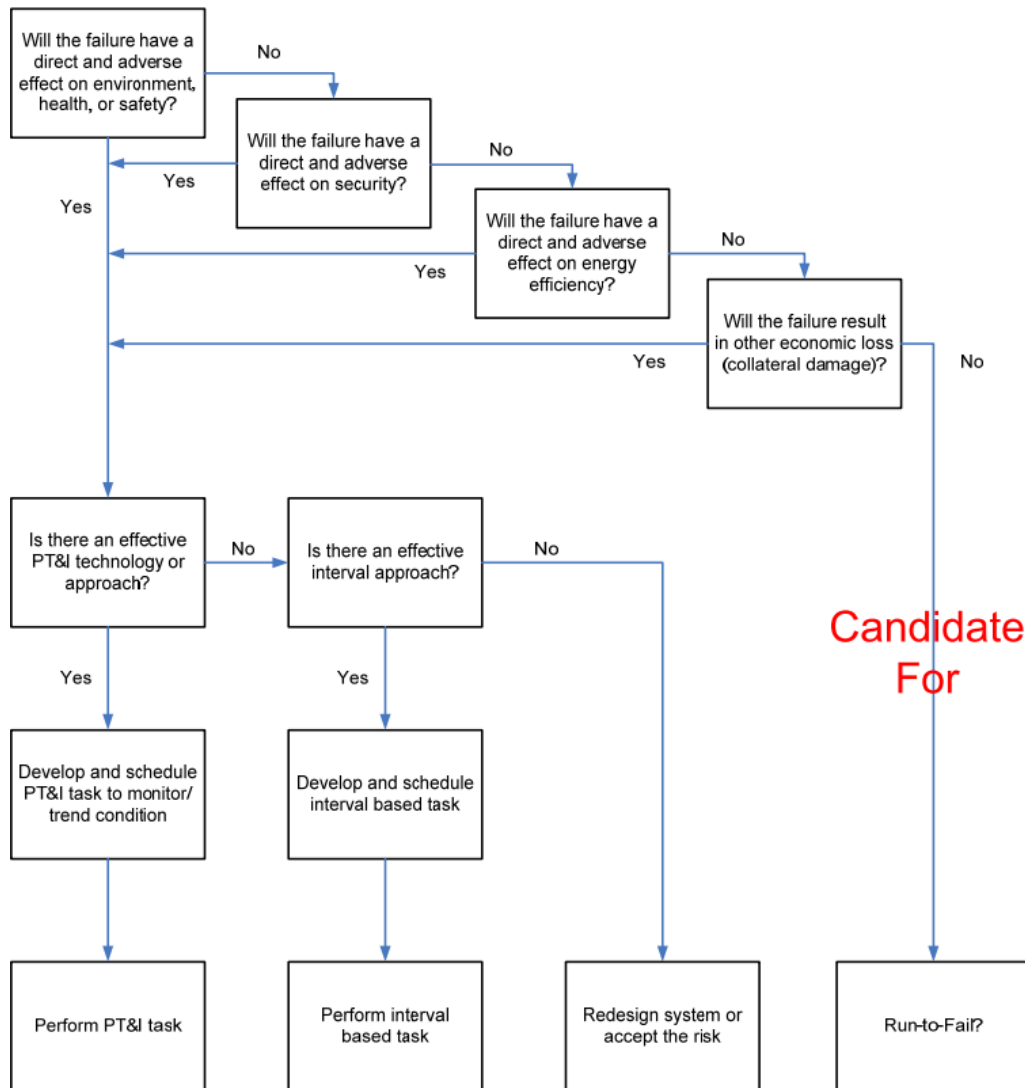 Will the failure have a
direct and adverse
effect on environment,
health, or safety?
No
Will the failure have a
direct and adverse
effect on security?
No
Yes
Yes
Will the failure have a
direct and adverse
effect on energy
efficiency?
No
Yes
Will the failure result
in other economic loss
(collateral damage)?
Yes
No
Is there an effective
PT&I technology or
approach?
No
Is there an effective
interval approach?
No
Candidate
For
Yes
Yes
Develop and schedule
PT&I task to monitor/
trend condition
Develop and schedule
interval based task
Perform PT&I task
Perform interval
based task
Redesign system or
accept the risk
Run-to-Fail?